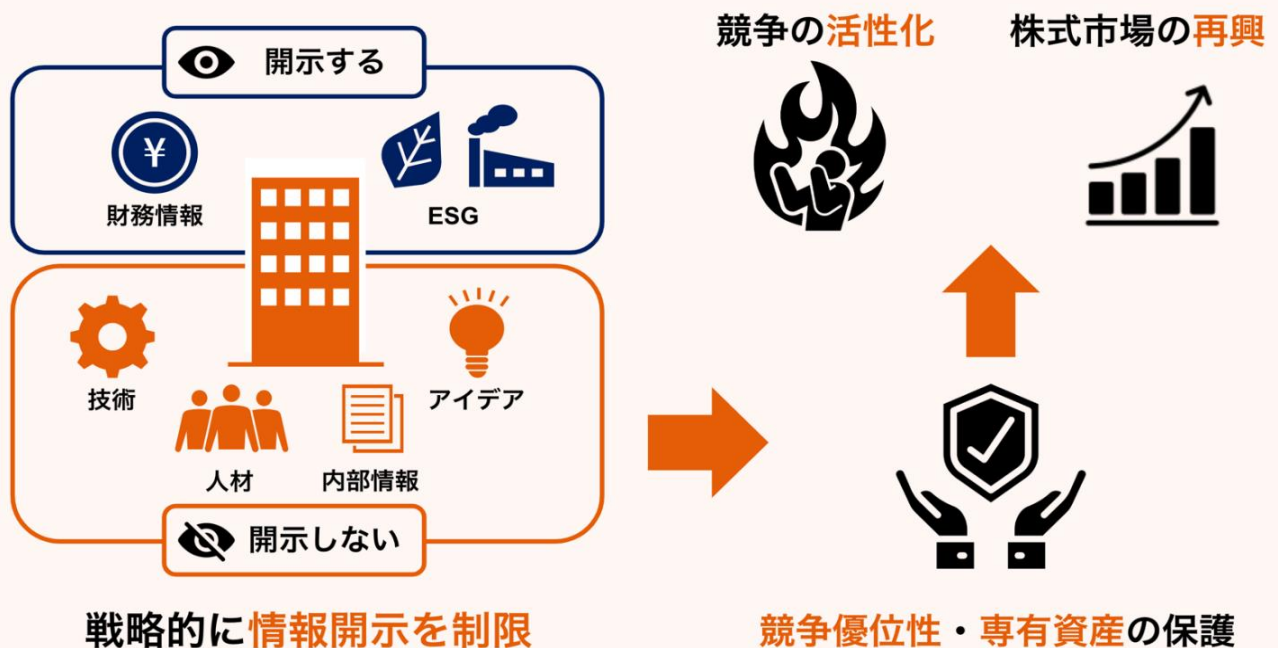 開示する
¥
財務情報
ESG
技術
アイデア
人材
内部情報
開示しない
戦略的に情報開示を制限
競争の活性化
株式市場の再興
競争優位性・専有資産の保護